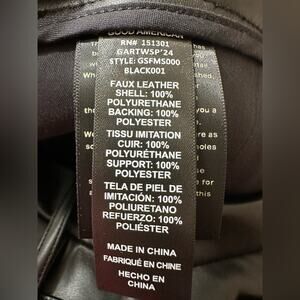 GOOD AMERICAN
RN# 151301
GARTWSP'24
STYLE: GSFMS000
BLACK001
FAUX LEATHER
SHELL: 100%
POLYURETHANE
BACKING: 100%
POLYESTER
TISSU IMITATION
CUIR: 100%
POLYURÉTHANE
SUPPORT: 100%
POLYESTER
TELA DE PIEL DE
IMITACIÓN: 100%
POLIURETANO
REFUERZO: 100%
POLIÉSTER
MADE IN CHINA
FABRIQUÉ EN CHINE
HECHO EN
CHINA